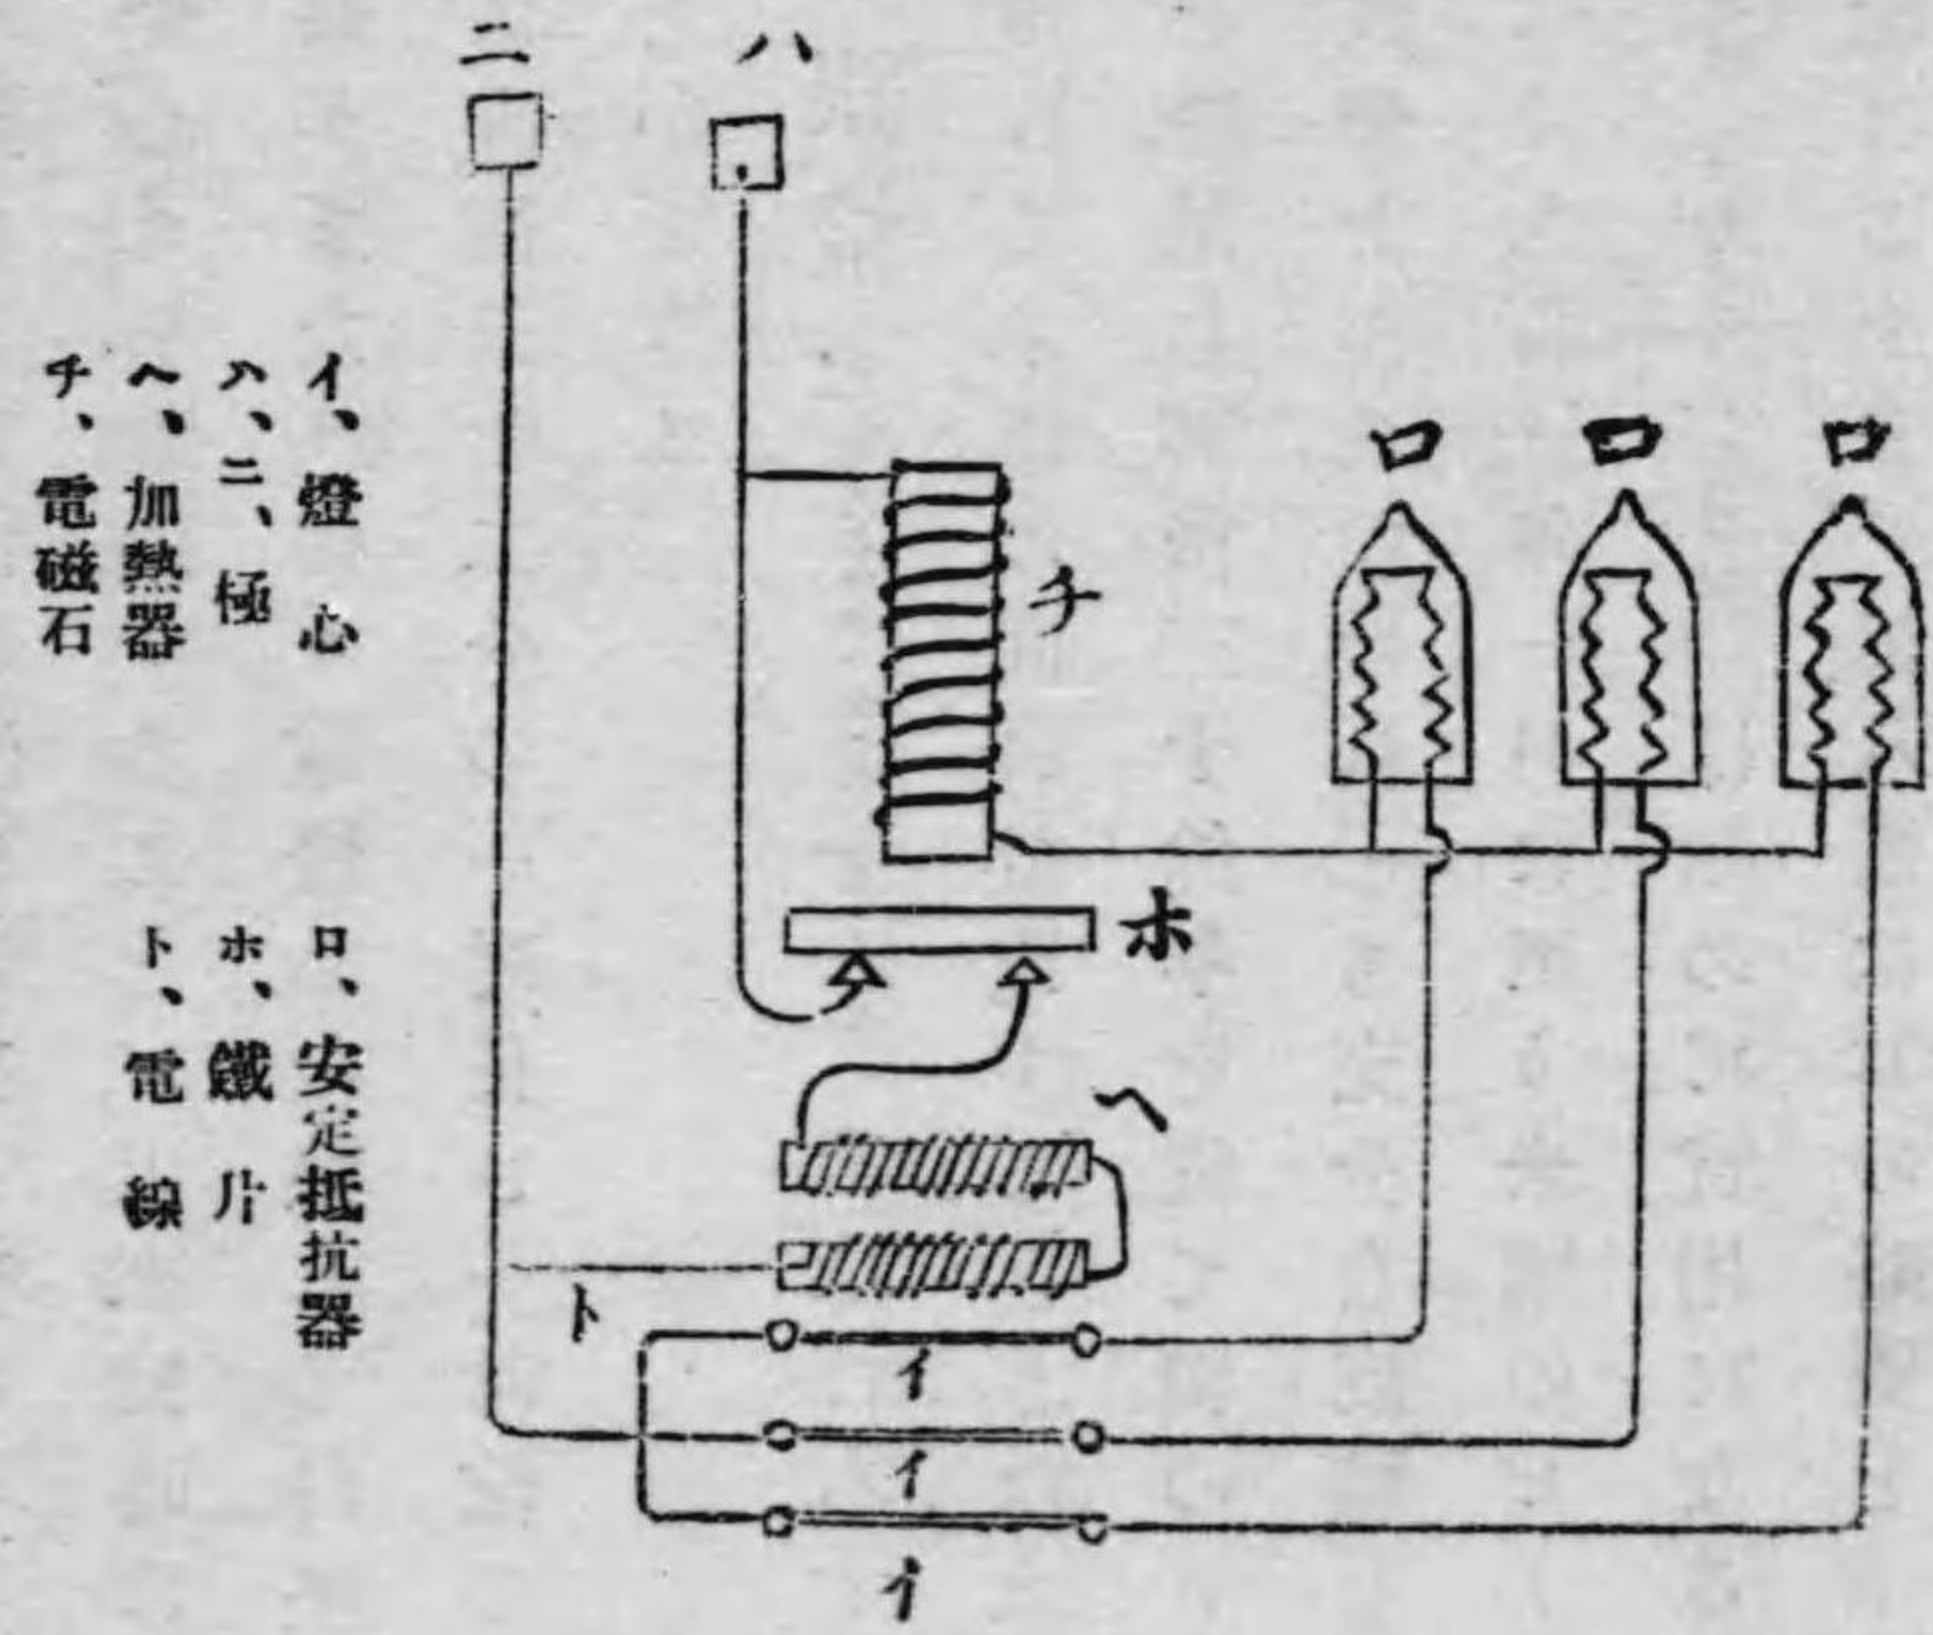 ニ
ハ
チ
ロ
ロ
ロ
ホ
ヘ
ト
イ
イ
イ
イ、燈心
ロ、安定抵抗器
ハ、ニ、極
ホ、鐵片
ヘ、加熱器
ト、電線
チ、電磁石